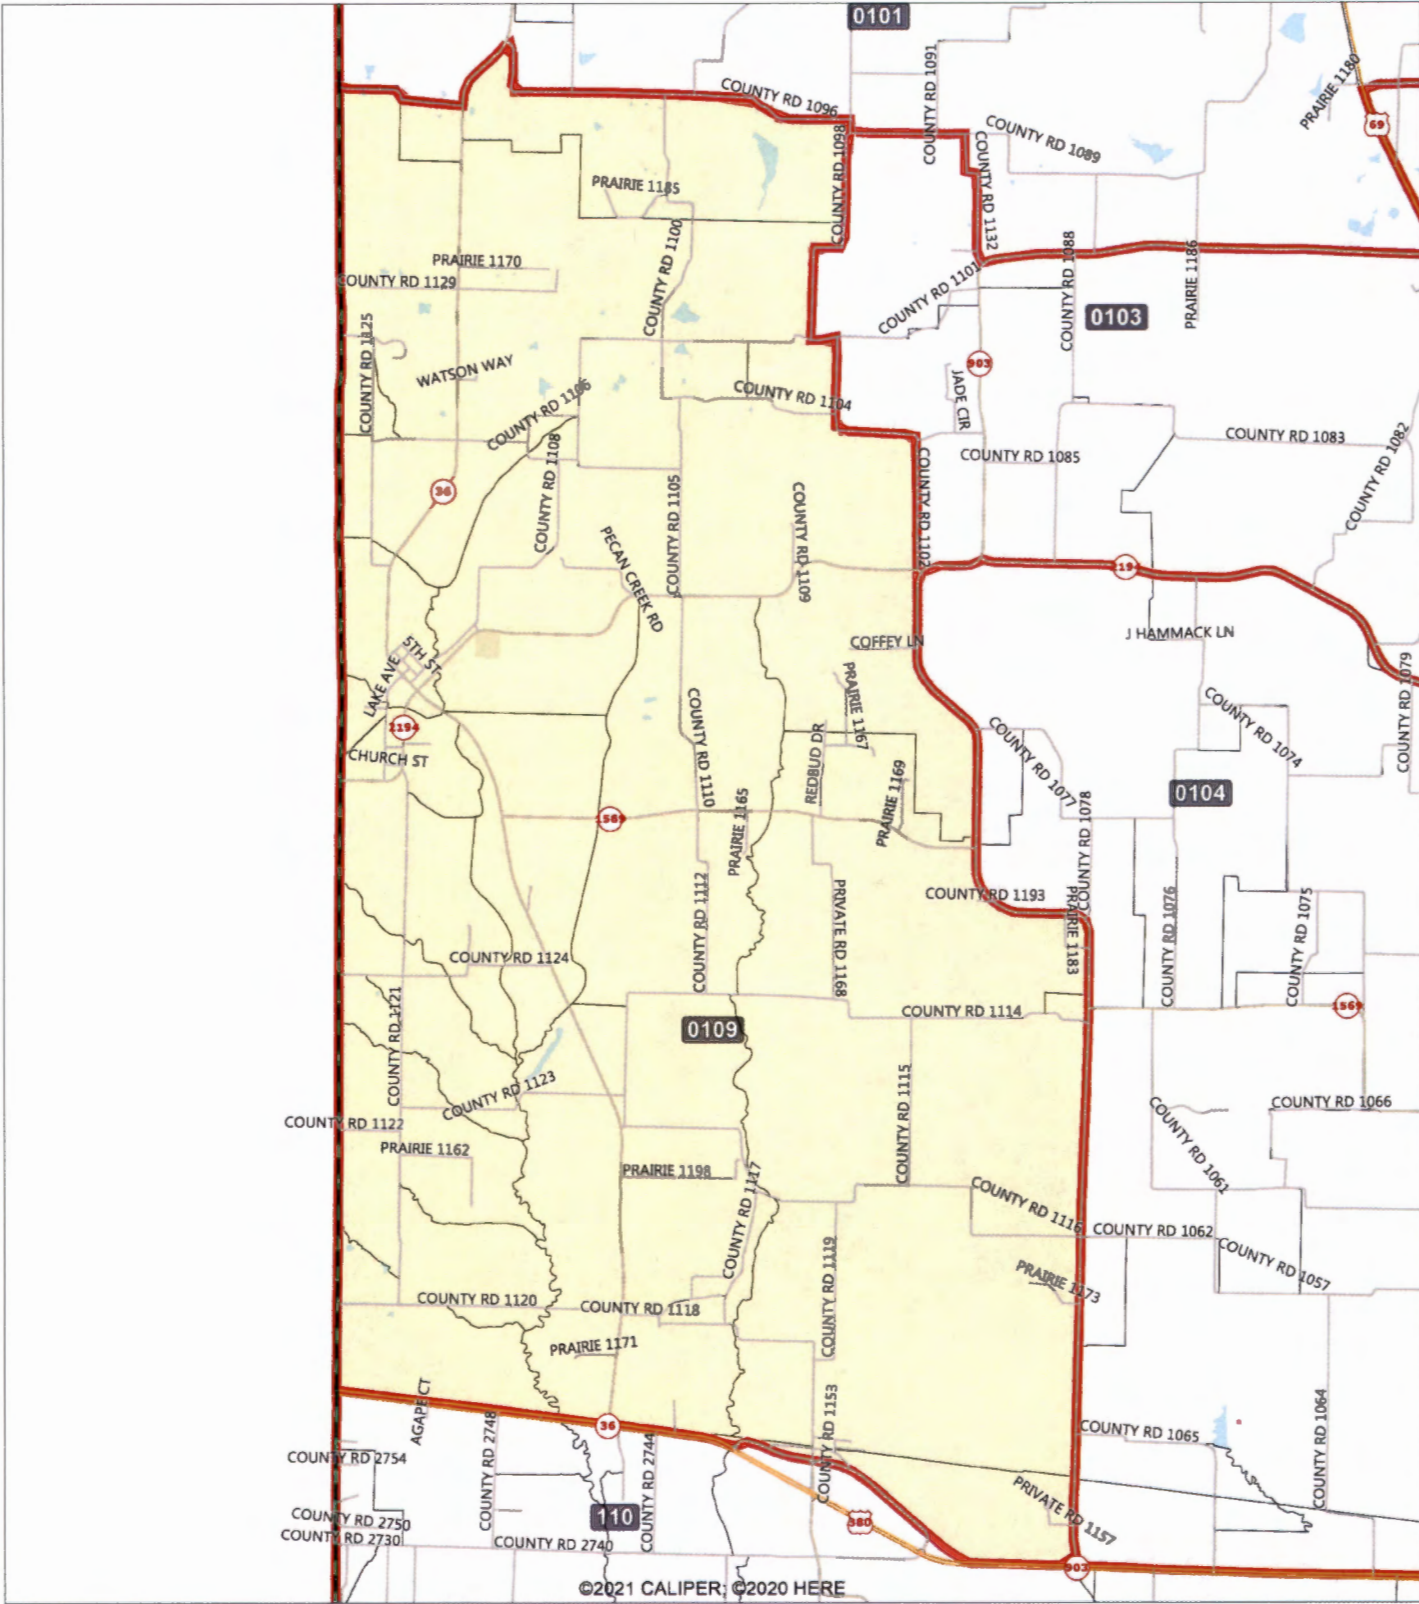 0101
COUNTY RD 1091
PRAIRIE 1180
COUNTY RD 1096
69
COUNTY RD 1089
COUNTY RD 1098
COUNTY RD 1132
PRAIRIE 1185
COUNTY RD 1100
COUNTY RD 1088
PRAIRIE 1186
PRAIRIE 1170
COUNTY RD 1129
COUNTY RD 1101
0103
COUNTY RD 1125
WATSON WAY
903
JADE CIR
COUNTY RD 1106
COUNTY RD 1104
COUNTY RD 1083
COUNTY RD 1082
COUNTY RD 1085
COUNTY RD 1108
36
COUNTY RD 1105
COUNTY RD 1109
COUNTY RD 1102
PECAN CREEK RD
COFFEY LN
J HAMMACK LN
5TH ST
LAKE AVE
PRAIRIE 1167
COUNTY RD 1079
COUNTY RD 1074
2194
CHURCH ST
COUNTY RD 1110
REDBUD DR
COUNTY RD 1077
PRAIRIE 1169
0104
PRAIRIE 1165
1569
COUNTY RD 1078
COUNTY RD 1193
PRAIRIE 1183
COUNTY RD 1112
PRIVATE RD 1168
COUNTY RD 1076
COUNTY RD 1075
COUNTY RD 1124
COUNTY RD 1121
0109
COUNTY RD 1114
1569
COUNTY RD 1123
COUNTY RD 1115
COUNTY RD 1066
COUNTY RD 1122
COUNTY RD 1061
PRAIRIE 1162
PRAIRIE 1198
COUNTY RD 1117
COUNTY RD 1116
COUNTY RD 1062
COUNTY RD 1057
COUNTY RD 1119
PRAIRIE 1173
COUNTY RD 1120
COUNTY RD 1118
PRAIRIE 1171
AGAPE CT
COUNTY RD 1153
COUNTY RD 1064
36
COUNTY RD 1065
COUNTY RD 2748
COUNTY RD 2744
COUNTY RD 2754
PRIVATE RD 1157
COUNTY RD 2750
110
380
COUNTY RD 2730
COUNTY RD 2740
903
©2021 CALIPER; ©2020 HERE